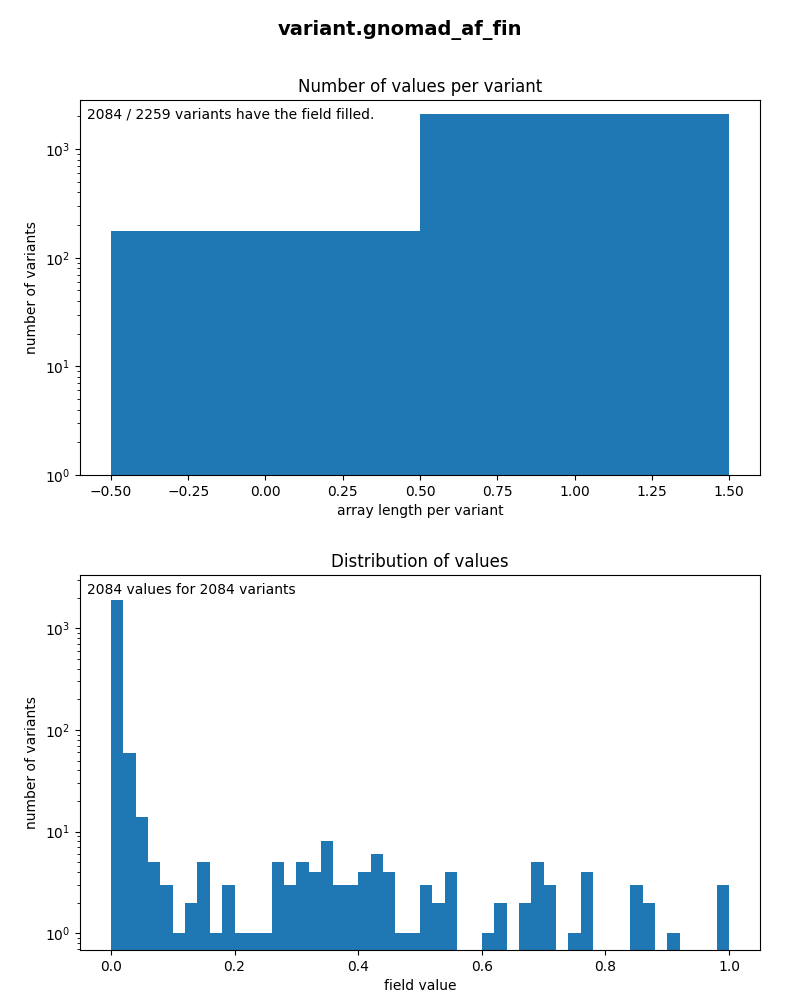 variant.gnomad_af_fin
Number of values per variant
2084 / 2259 variants have the field filled.
number of variants
10³
10²
10¹
10⁰
−0.50 −0.25 0.00 0.25 0.50 0.75 1.00 1.25 1.50
array length per variant
Distribution of values
2084 values for 2084 variants
number of variants
10³
10²
10¹
10⁰
0.0 0.2 0.4 0.6 0.8 1.0
field value